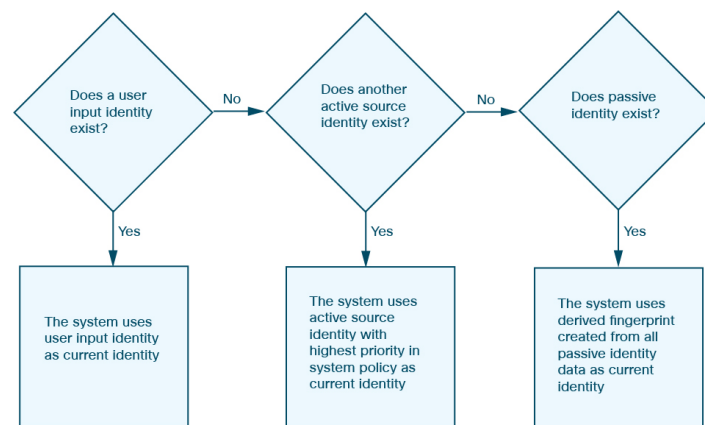 Does a user
input identity
exist?
No
Does another
active source
identity exist?
No
Does passive
identity exist?
Yes
Yes
Yes
The system uses
user input identity
as current identity
The system uses
active source
identity with
highest priority in
system policy as
current identity
The system uses
derived fingerprint
created from all
passive identity
data as current
identity